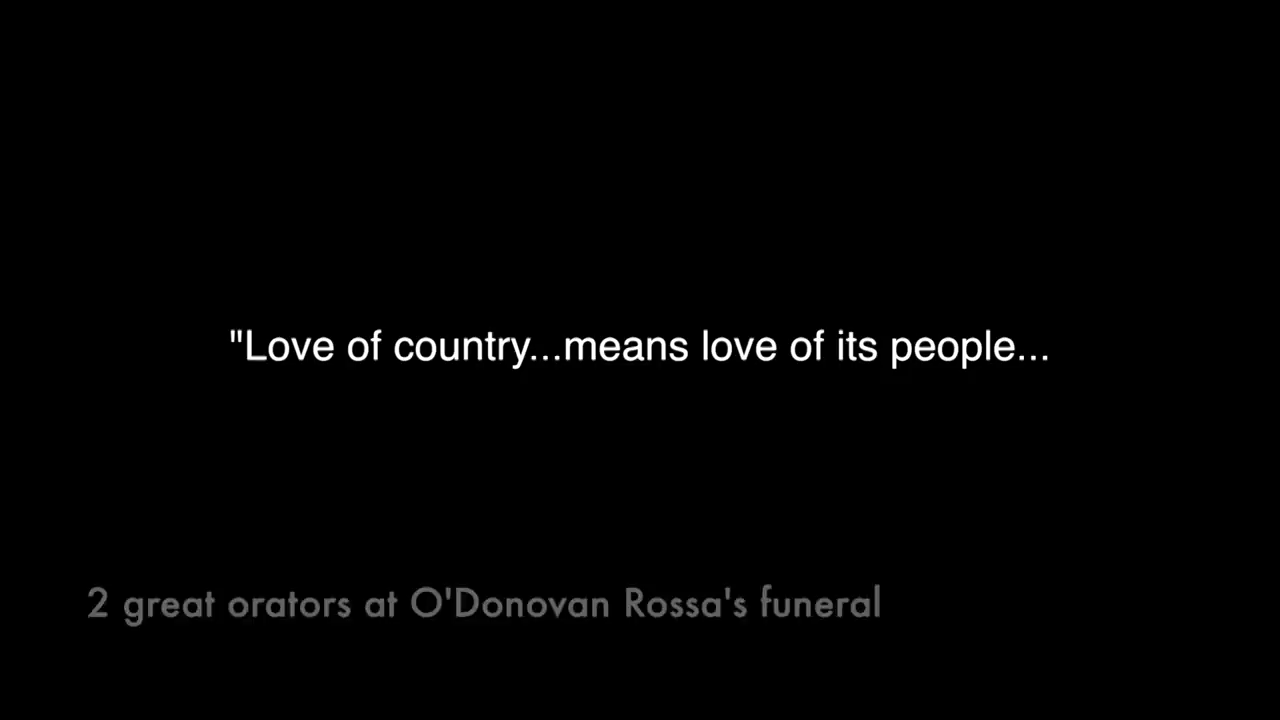 "Love of country...means love of its people...
2 great orators at O'Donovan Rossa's funeral